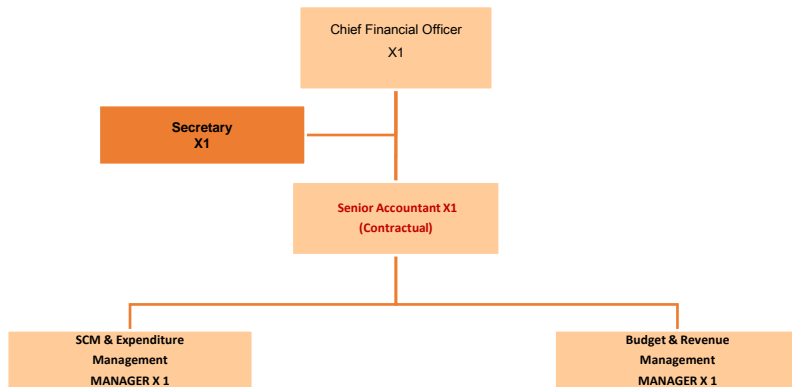 Chief Financial Officer
X1
Secretary
X1
Senior Accountant X1
(Contractual)
SCM & Expenditure
Management
MANAGER X 1
Budget & Revenue
Management
MANAGER X 1